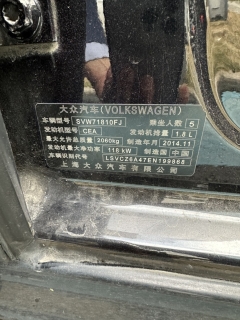 大众汽车(VOLKSWAGEN)
车辆型号 SVW71810FJ 乘坐人数 5
发动机型号 CEA 发动机排量 1.8 L
最大允许总质量 2060kg 制造年月 2014.11
发动机最大净功率 118 kW 制造国 中国
车辆识别代号 LSVCZ6A47EN199868
上海大众汽车有限公司